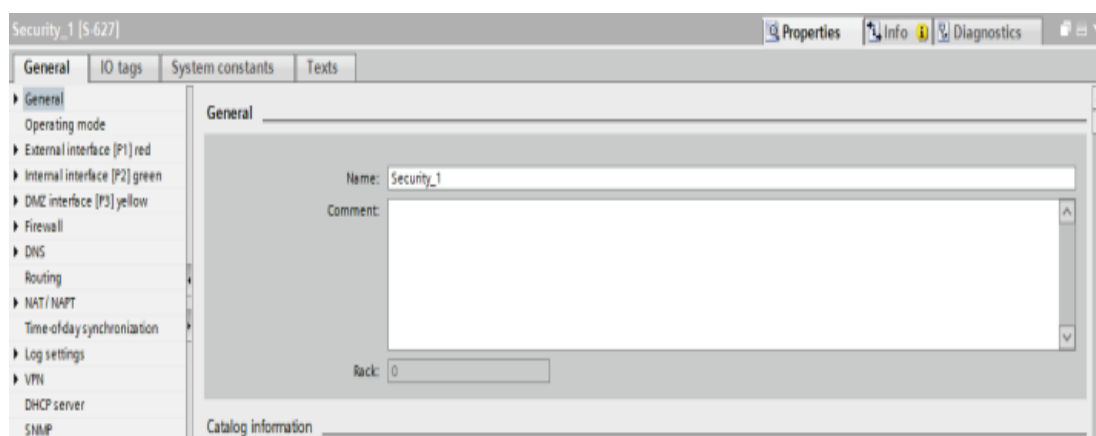 Security_1 [S-627]
Properties
Info
Diagnostics
General
IO tags
System constants
Texts
General
Operating mode
External interface [P1] red
Internal interface [P2] green
DMZ interface [P3] yellow
Firewall
DNS
Routing
NAT / NAPT
Time-of-day synchronization
Log settings
VPN
DHCP server
SNMP
General
Name: Security_1
Comment:
Rack: 0
Catalog information